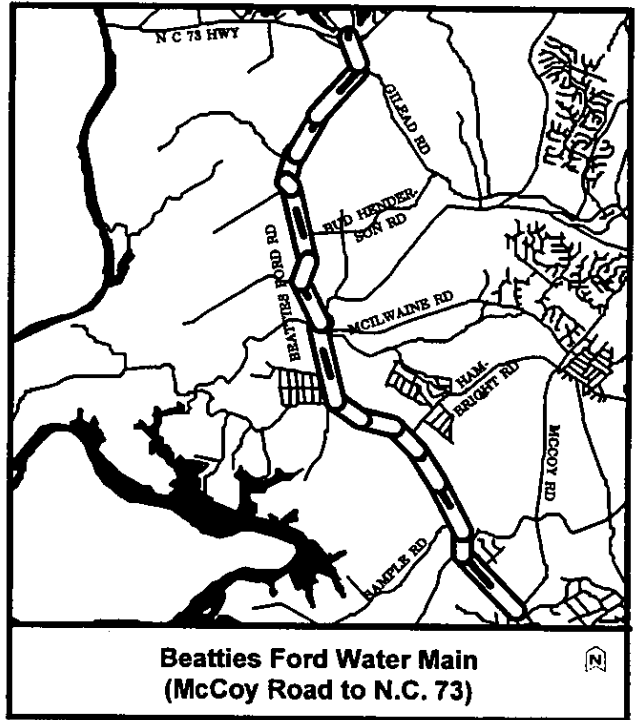 N C 73 HWY
GILEAD RD
BUD HENDER-
SON RD
BEATTIES FORD RD
MCILWAINE RD
HAM-
BRIGHT RD
MCCOY RD
SAMPLE RD
Beatties Ford Water Main
(McCoy Road to N.C. 73)
N